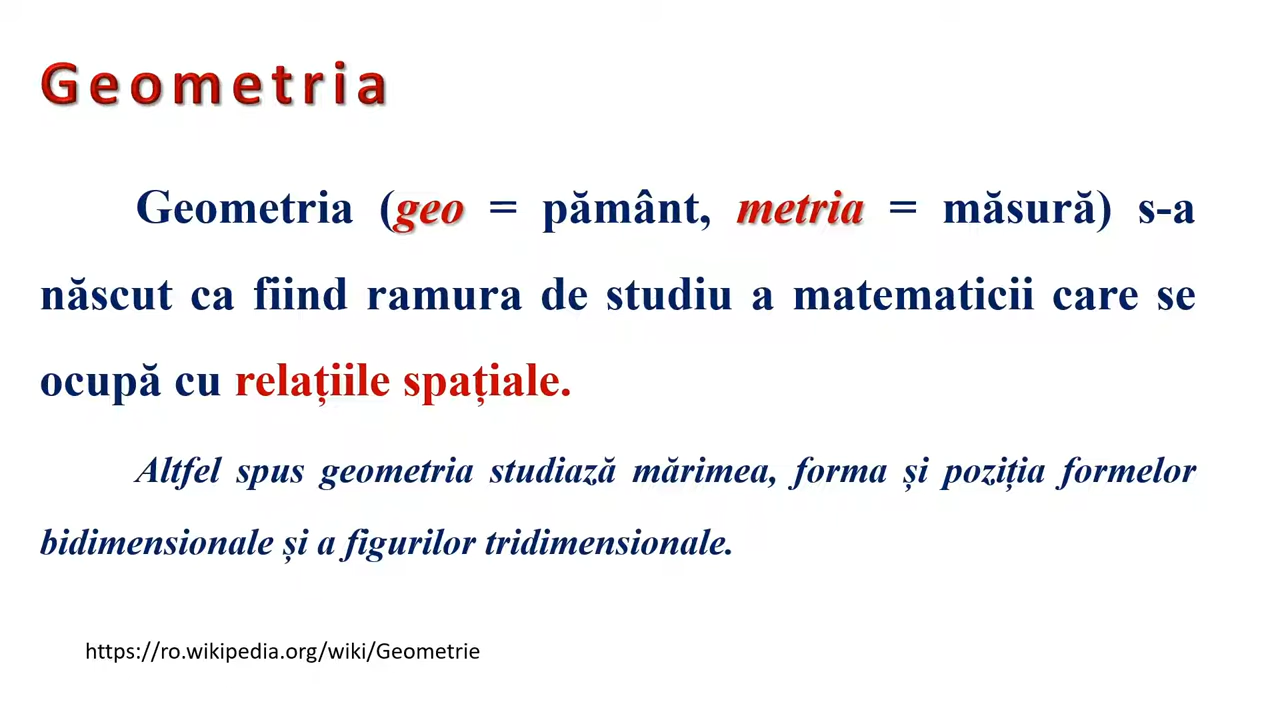 Geometria
Geometria (geo = pământ, metria = măsură) s-a
născut ca fiind ramura de studiu a matematicii care se
ocupă cu relațiile spațiale.
Altfel spus geometria studiază mărimea, forma și poziția formelor
bidimensionale și a figurilor tridimensionale.
https://ro.wikipedia.org/wiki/Geometrie